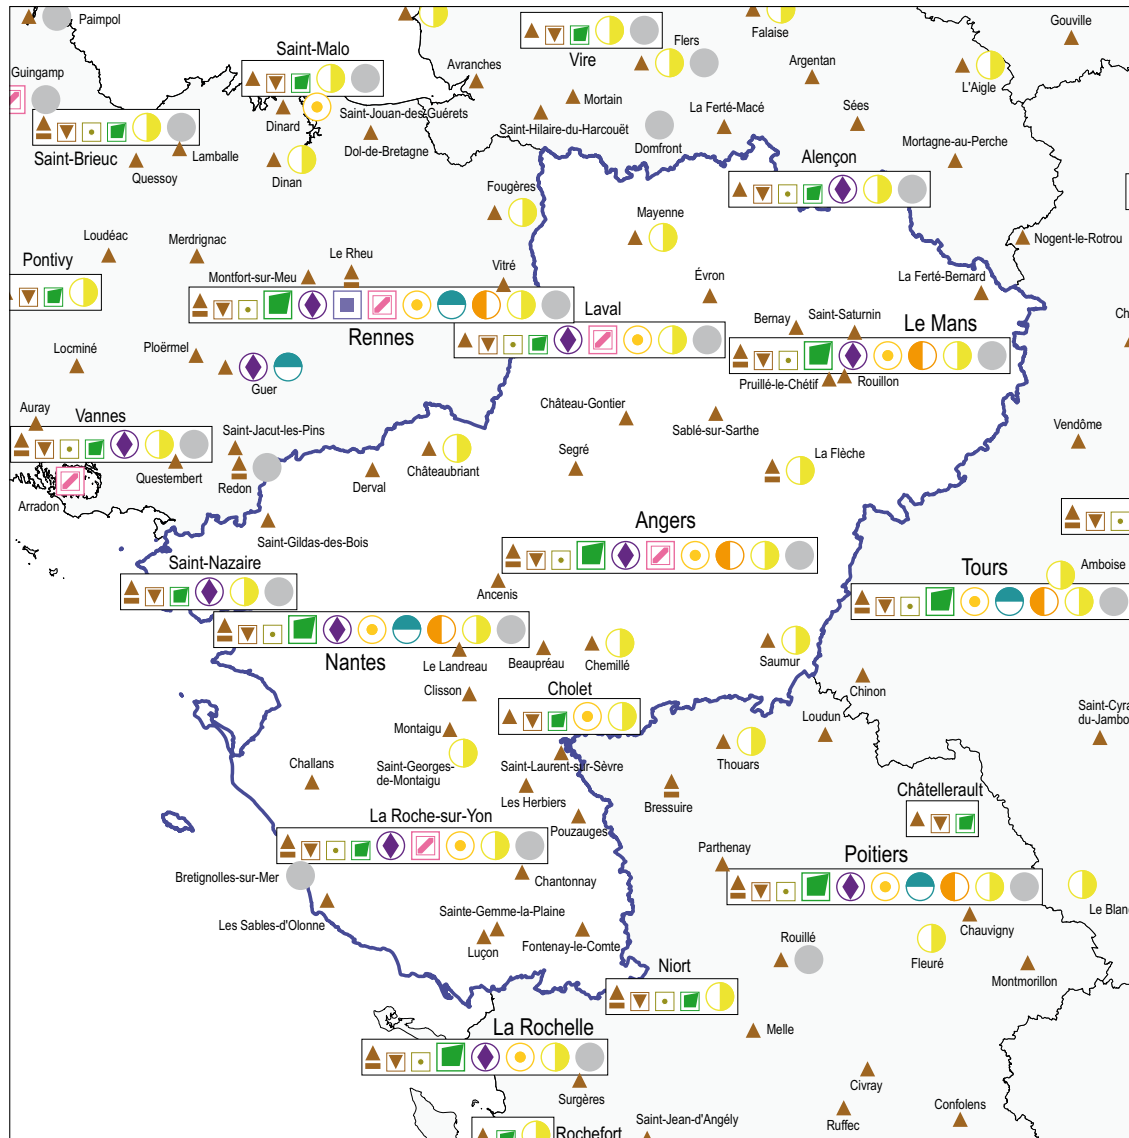 Paimpol
Gouville
Falaise
Flers
Vire
Saint-Malo
Avranches
Argentan
L'Aigle
Guingamp
Mortain
La Ferté-Macé
Sées
Dinard
Saint-Jouan-des-Guérets
Saint-Hilaire-du-Harcouët
Domfront
Dol-de-Bretagne
Mortagne-au-Perche
Saint-Brieuc
Lamballe
Quessoy
Dinan
Alençon
Fougères
Mayenne
Loudéac
Merdrignac
Le Rheu
Nogent-le-Rotrou
Pontivy
Montfort-sur-Meu
Vitré
Évron
La Ferté-Bernard
Laval
Bernay
Saint-Saturnin
Le Mans
Ch
Rennes
Locminé
Ploërmel
Guer
Pruillé-le-Chétif
Rouillon
Auray
Vannes
Château-Gontier
Sablé-sur-Sarthe
Saint-Jacut-les-Pins
Vendôme
Châteaubriant
Segré
La Flèche
Questembert
Redon
Derval
Arradon
Angers
Saint-Gildas-des-Bois
Saint-Nazaire
Ancenis
Tours
Amboise
Nantes
Le Landreau
Beaupréau
Chemillé
Saumur
Clisson
Cholet
Chinon
Montaigu
Loudun
Saint-Cyra
du-Jambo
Saint-Georges-
de-Montaigu
Saint-Laurent-sur-Sèvre
Thouars
Challans
Les Herbiers
Bressuire
Châtellerault
La Roche-sur-Yon
Pouzauges
Parthenay
Poitiers
Bretignolles-sur-Mer
Chantonnay
Le Blanc
Les Sables-d'Olonne
Sainte-Gemme-la-Plaine
Chauvigny
Luçon
Fontenay-le-Comte
Rouillé
Fleuré
Niort
Montmorillon
La Rochelle
Melle
Surgères
Civray
Saint-Jean-d'Angély
Ruffec
Confolens
Rochefort